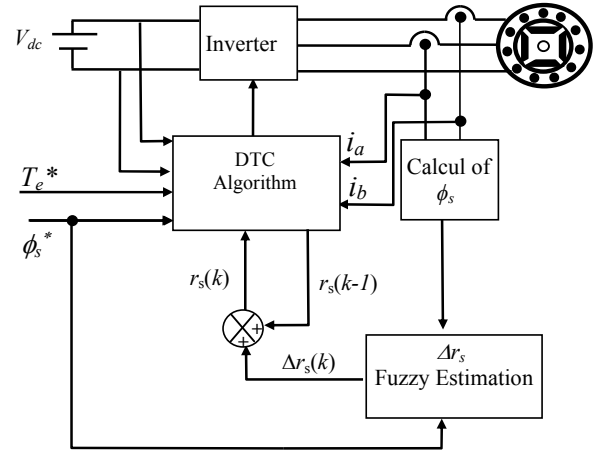 V_dc
Inverter
i_a
DTC
Algorithm
Calcul of
ϕ_s
T_e*
i_b
ϕ_s*
r_s(k)
r_s(k-1)
+
+
Δr_s(k)
Δr_s
Fuzzy Estimation